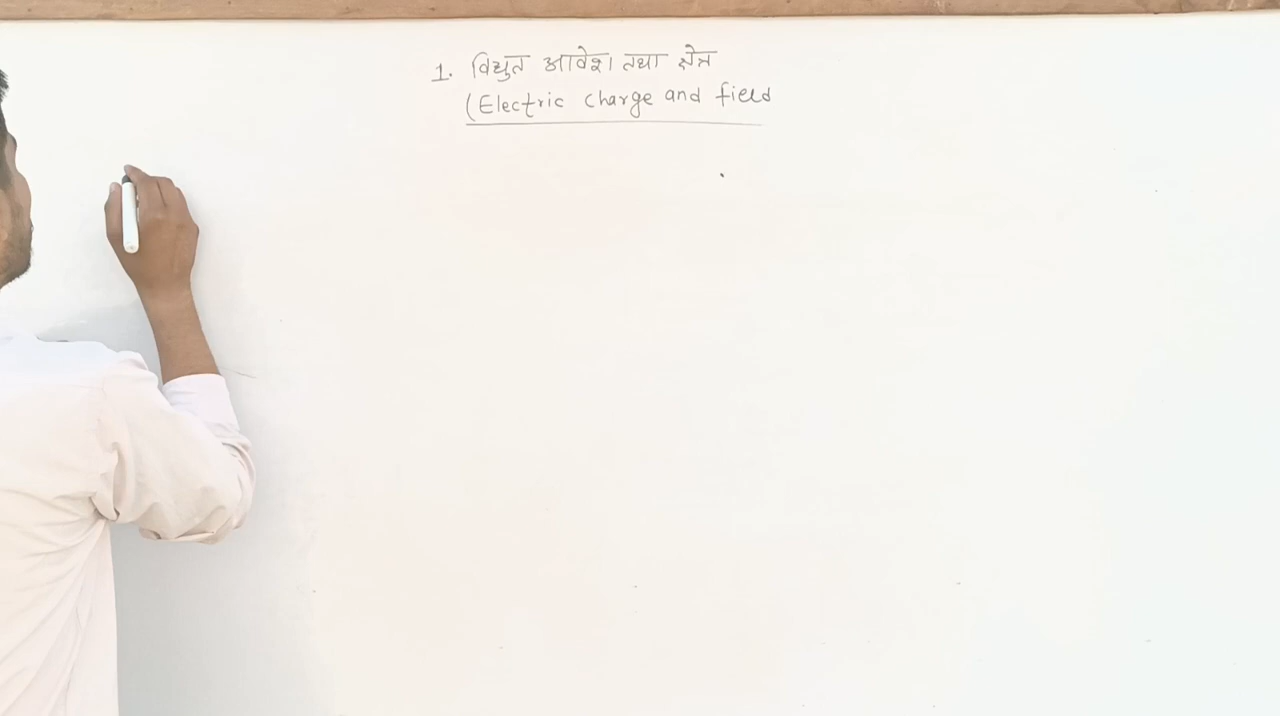 1. विद्युत आवेश तथा क्षेत्र
(Electric Charge and field